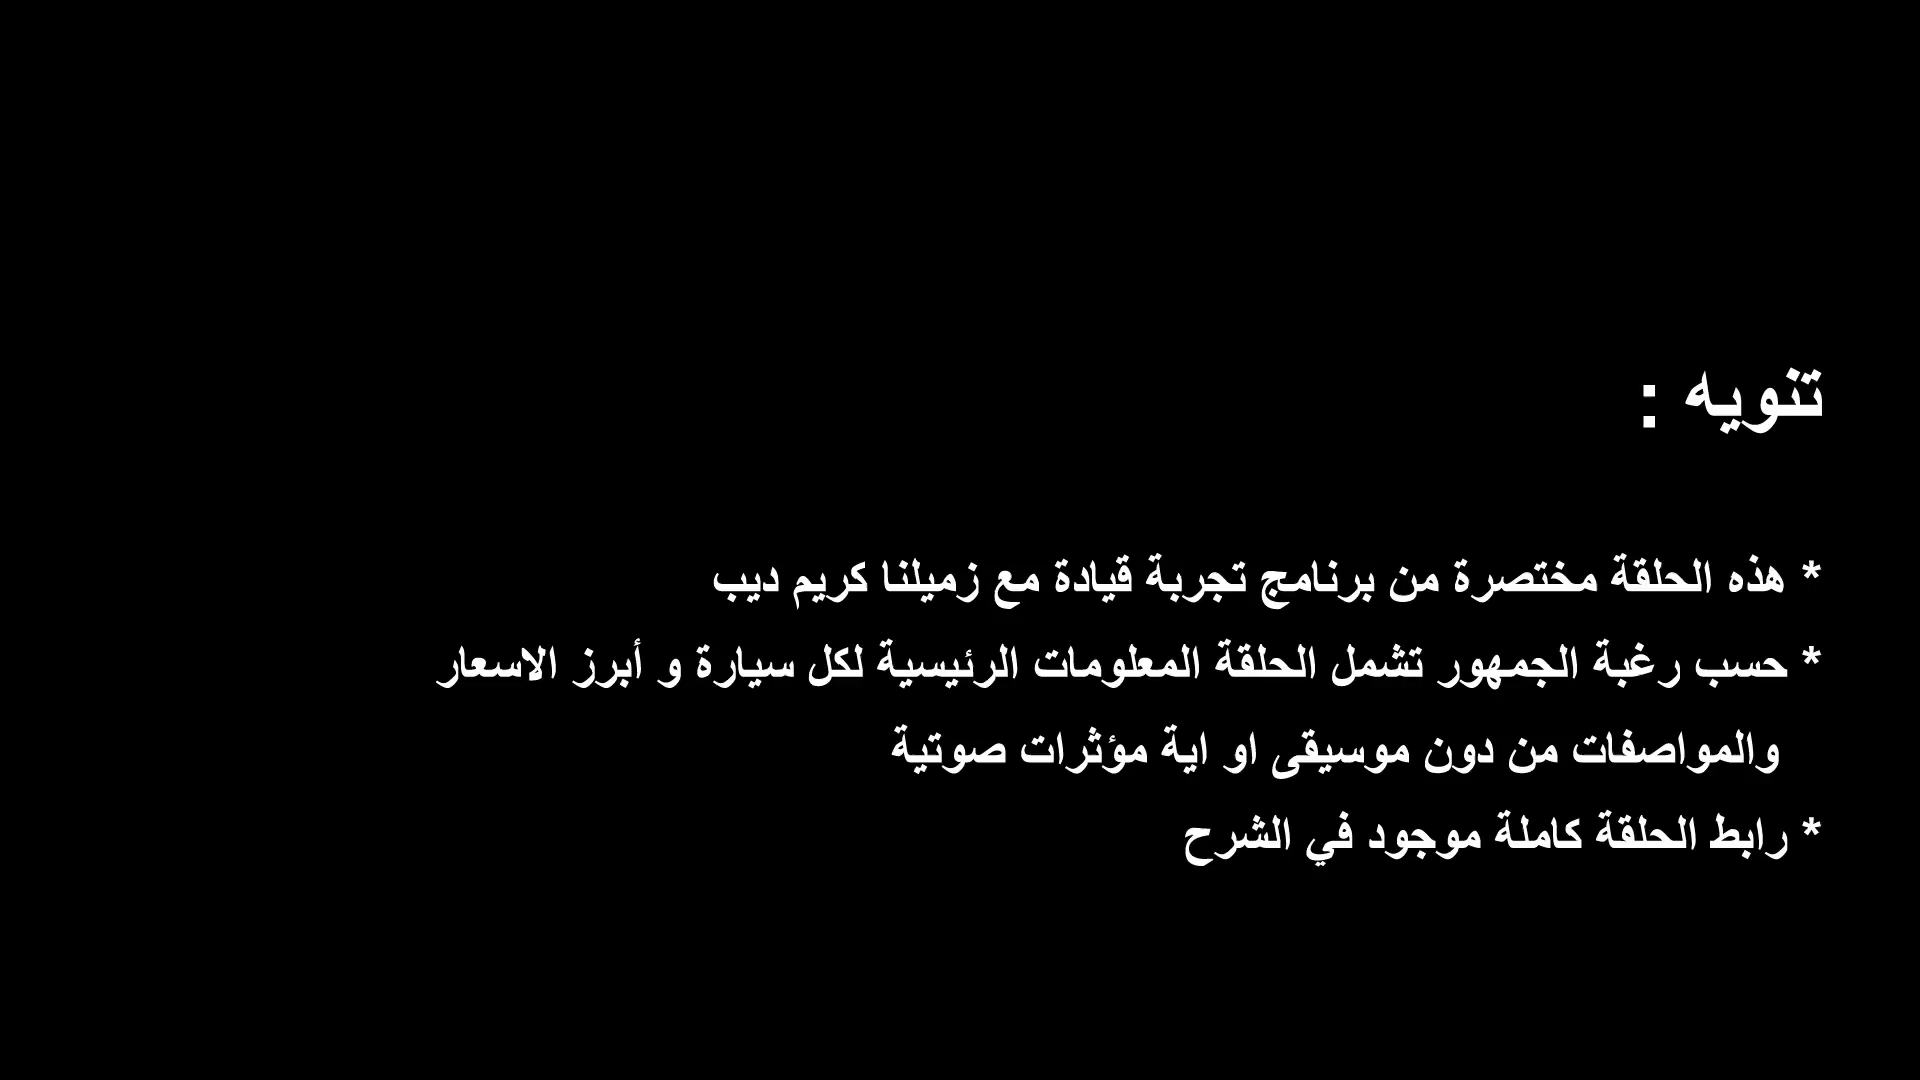 تنويه :
* هذه الحلقة مختصرة من برنامج تجربة قيادة مع زميلنا كريم ديب
* حسب رغبة الجمهور تشمل الحلقة المعلومات الرئيسية لكل سيارة و أبرز الاسعار
والمواصفات من دون موسيقى او اية مؤثرات صوتية
* رابط الحلقة كاملة موجود في الشرح